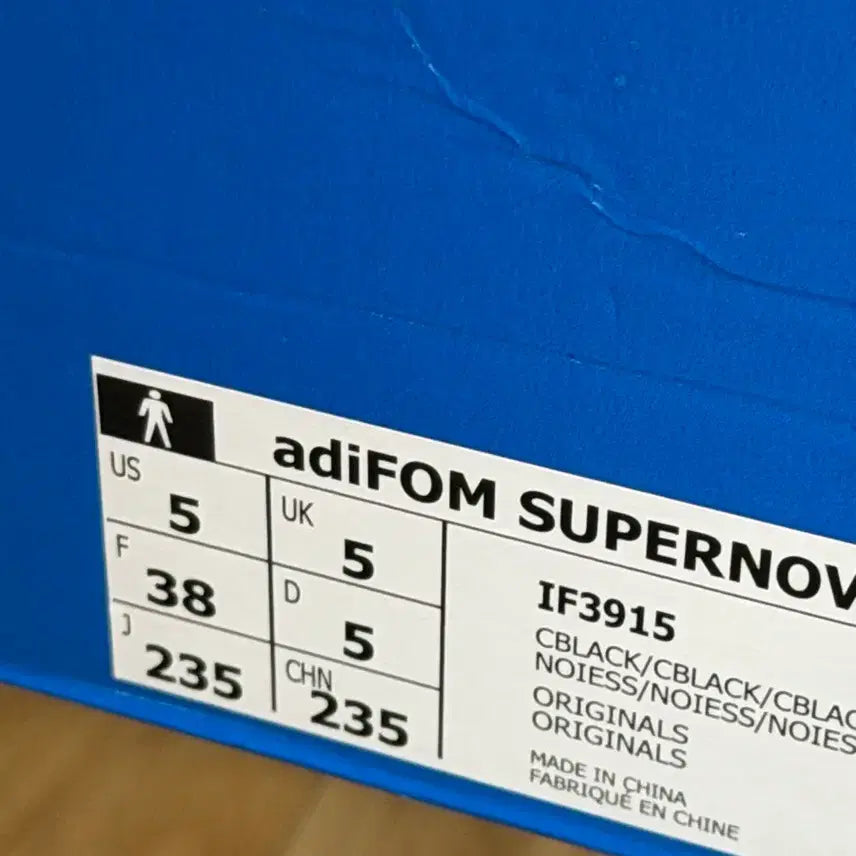 adiFOM SUPERNOV
US 5 UK 5
F 38 D 5
J 235 CHN 235
IF3915
CBLACK/CBLACK/CBLAC
NOIESS/NOIESS/NOIES
ORIGINALS
ORIGINALS
MADE IN CHINA
FABRIQUÉ EN CHINE